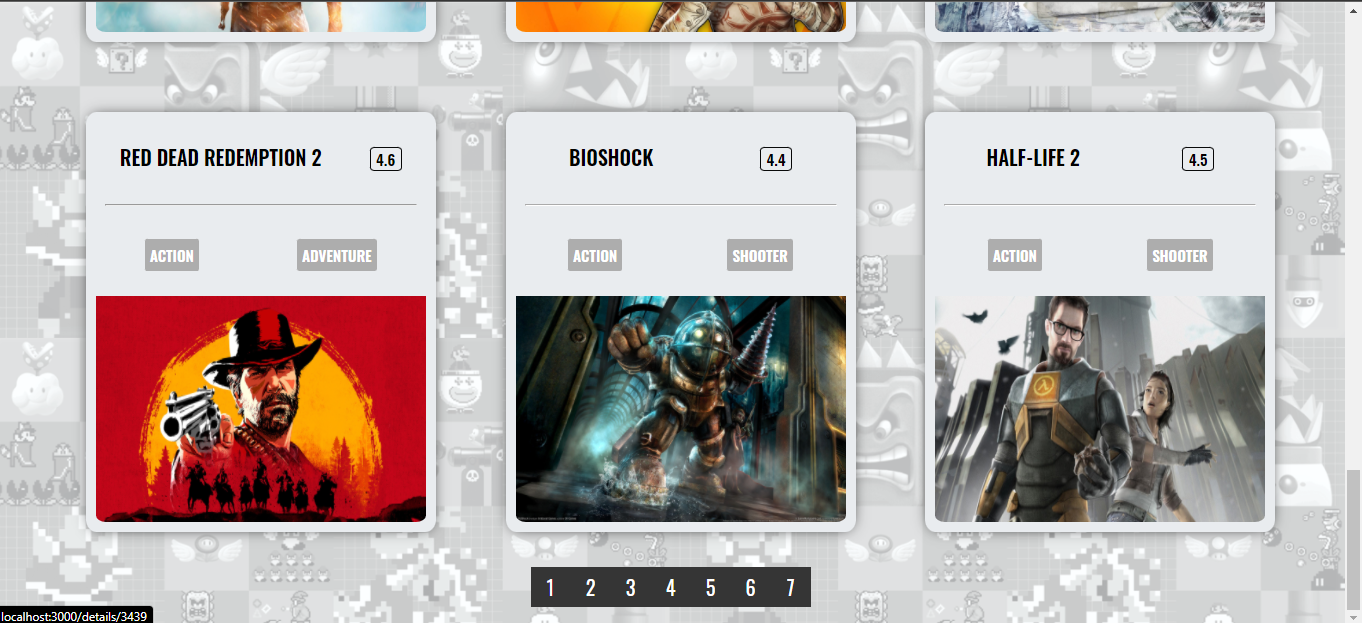 RED DEAD REDEMPTION 2 4.6
ACTION ADVENTURE
BIOSHOCK 4.4
ACTION SHOOTER
HALF-LIFE 2 4.5
ACTION SHOOTER
1 2 3 4 5 6 7
localhost:3000/details/3439